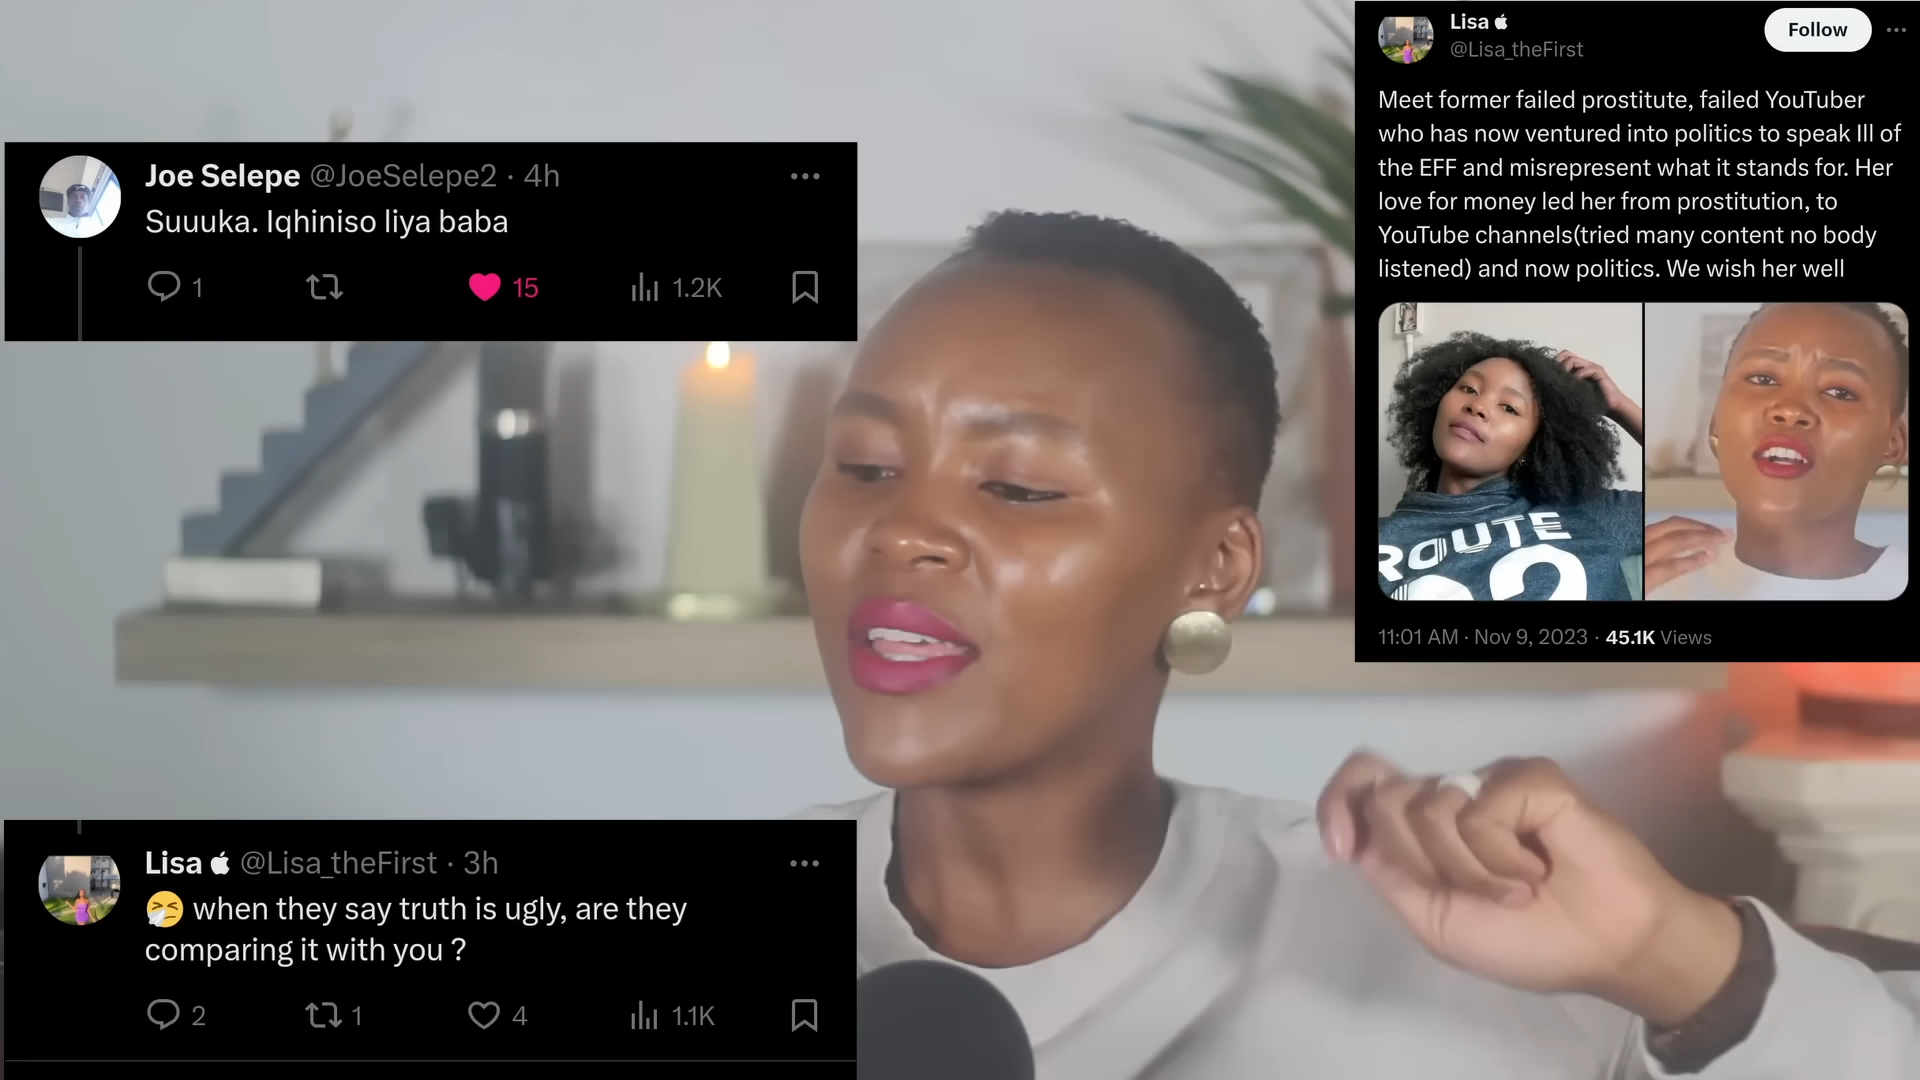 Joe Selepe @JoeSelepe2 · 4h
Suuuka. Iqhiniso liya baba
1
15
1.2K
Lisa @Lisa_theFirst · 3h
🤧 when they say truth is ugly, are they
comparing it with you ?
2
1
4
1.1K
Lisa
@Lisa_theFirst
Follow
Meet former failed prostitute, failed YouTuber
who has now ventured into politics to speak Ill of
the EFF and misrepresent what it stands for. Her
love for money led her from prostitution, to
YouTube channels(tried many content no body
listened) and now politics. We wish her well
ROUTE
11:01 AM · Nov 9, 2023 · 45.1K Views